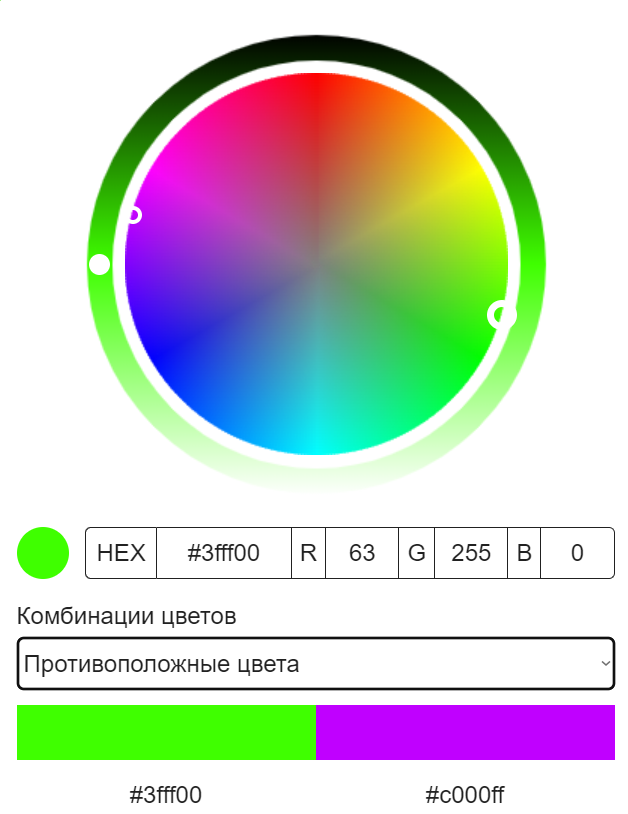 HEX #3fff00 R 63 G 255 B 0
Комбинации цветов
Противоположные цвета
#3fff00 #c000ff